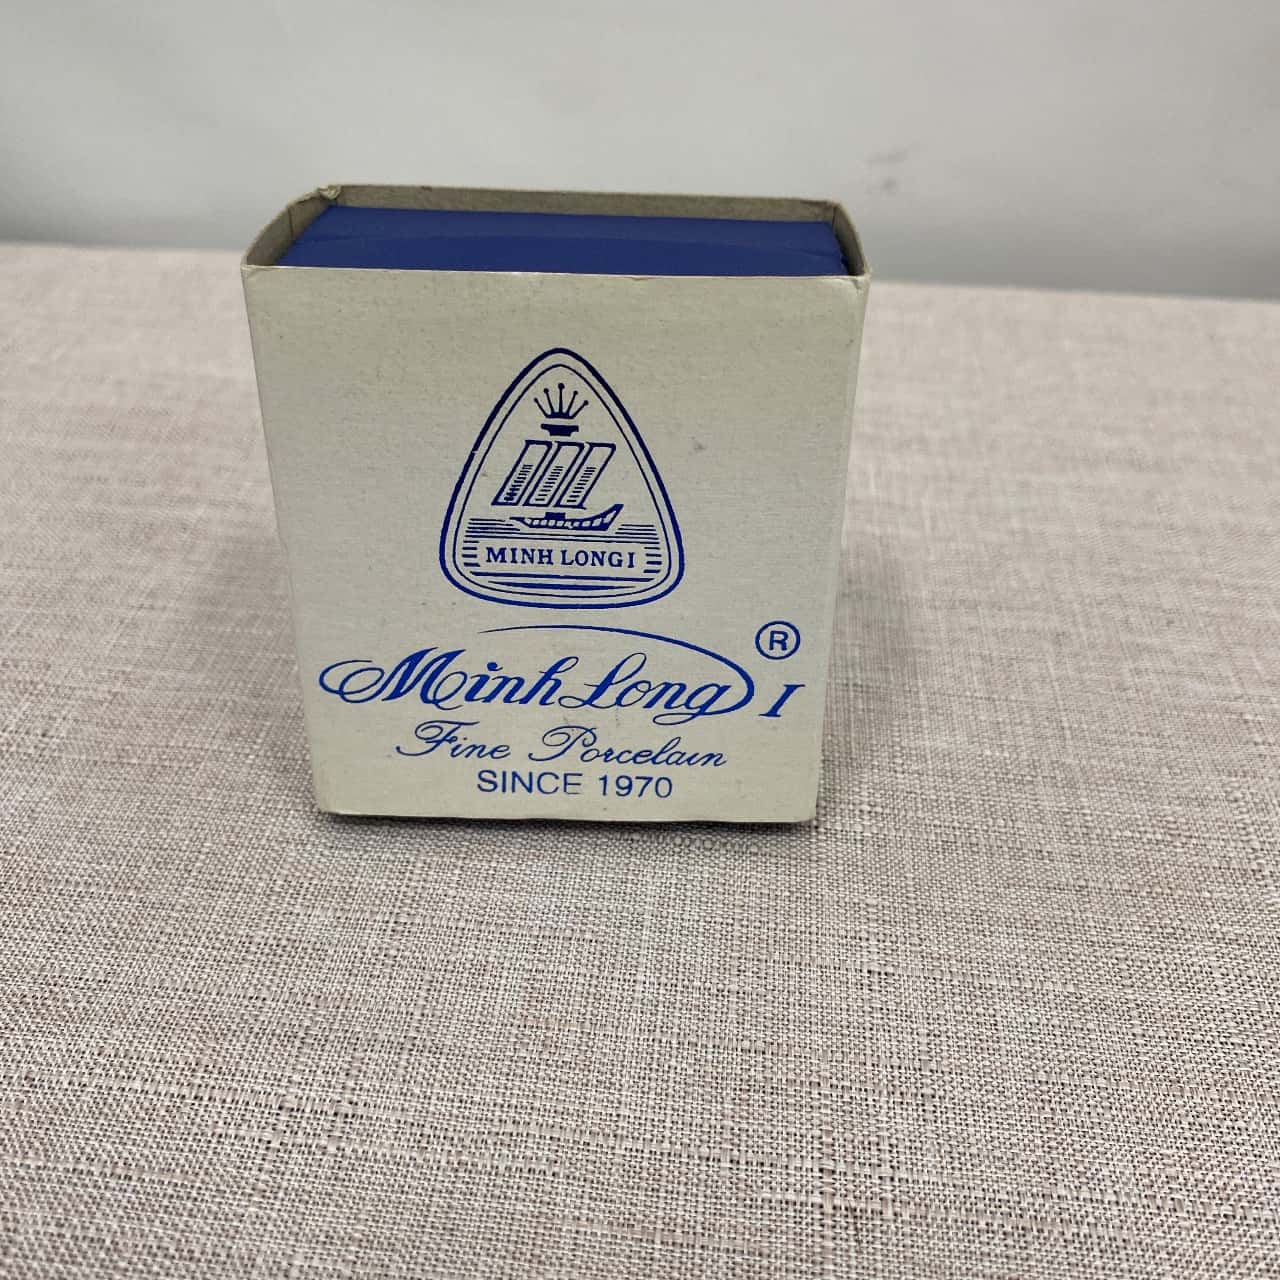 MINH LONG I
Minh Long I ®
Fine Porcelain
SINCE 1970